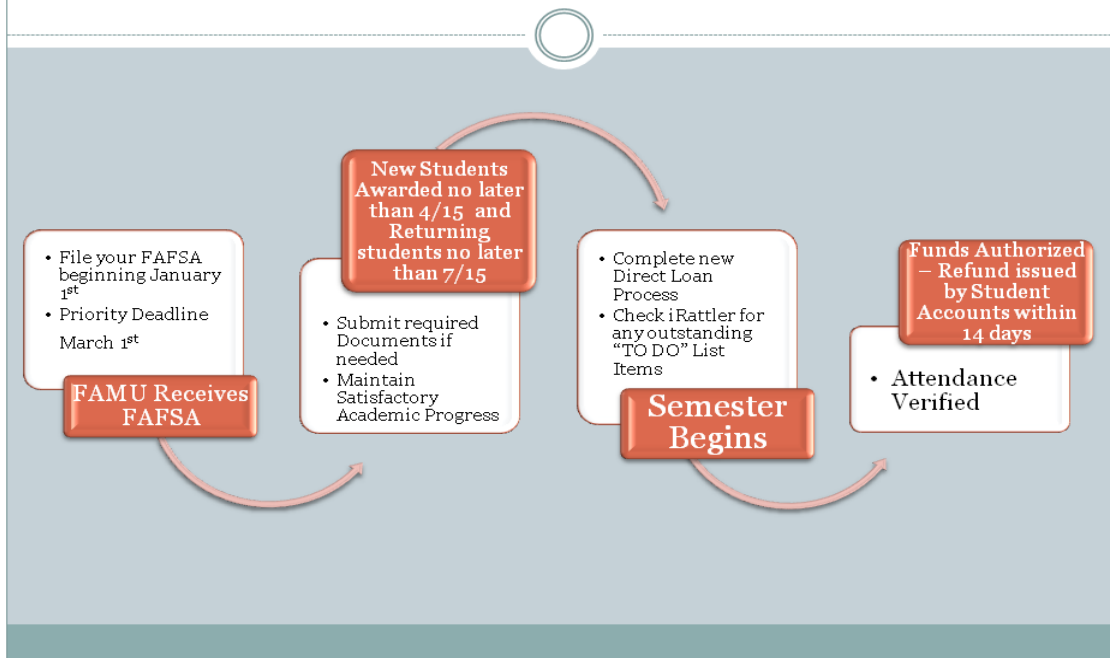 • File your FAFSA
beginning January
1st
• Priority Deadline
March 1st
FAMU Receives
FAFSA
New Students
Awarded no later
than 4/15 and
Returning
students no later
than 7/15
• Submit required
Documents if
needed
• Maintain
Satisfactory
Academic Progress
• Complete new
Direct Loan
Process
• Check iRattler for
any outstanding
“TO DO” List
Items
Semester
Begins
Funds Authorized
– Refund issued
by Student
Accounts within
14 days
• Attendance
Verified